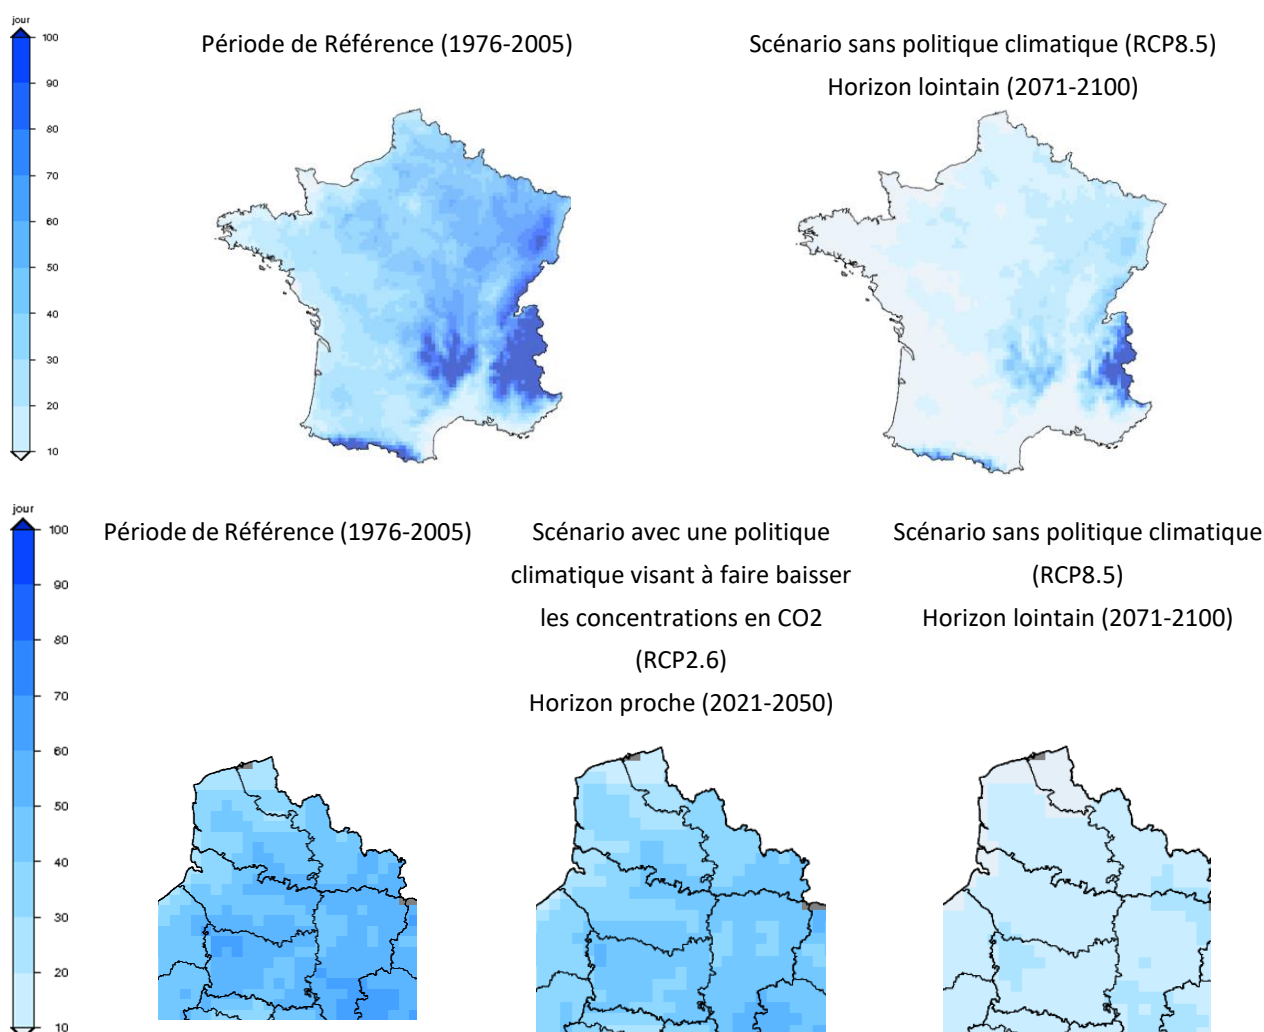 jour
100
90
80
70
60
50
40
30
20
10
Période de Référence (1976-2005)
Scénario sans politique climatique (RCP8.5)
Horizon lointain (2071-2100)
jour
100
90
80
70
60
50
40
30
20
10
Période de Référence (1976-2005)
Scénario avec une politique
climatique visant à faire baisser
les concentrations en CO2
(RCP2.6)
Horizon proche (2021-2050)
Scénario sans politique climatique
(RCP8.5)
Horizon lointain (2071-2100)